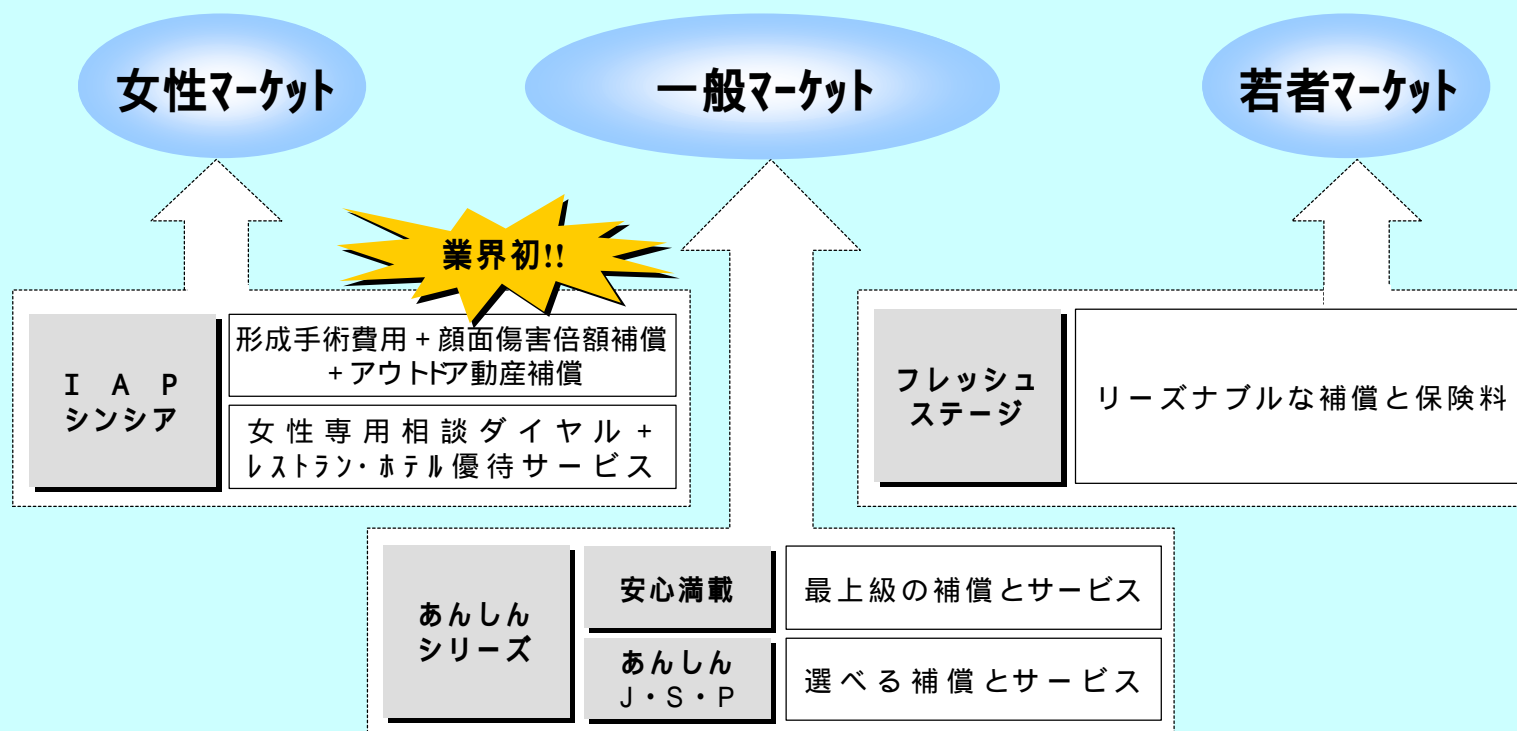 女性マーケット
一般マーケット
若者マーケット
業界初!!
ＩＡＰ
シンシア
形成手術費用+顔面傷害倍額補償
+アウトドア動産補償
女性専用相談ダイヤル+
レストラン・ホテル優待サービス
フレッシュ
ステージ
リーズナブルな補償と保険料
あんしん
シリーズ
安心満載
最上級の補償とサービス
あんしん
Ｊ・Ｓ・Ｐ
選べる補償とサービス